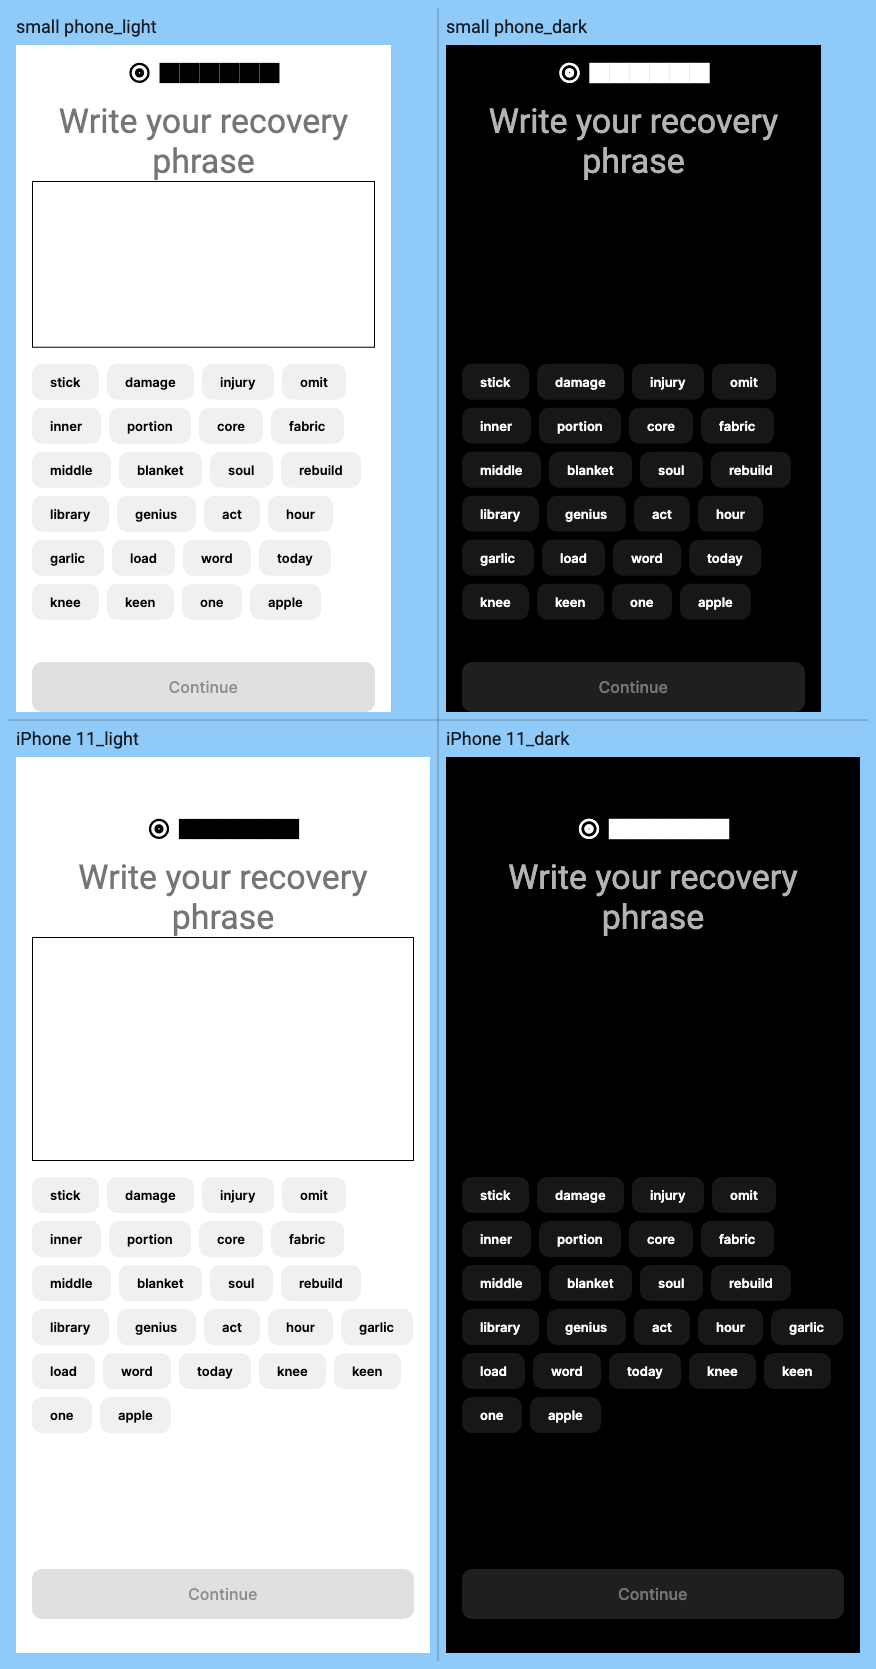 small phone_light
Write your recovery
phrase
stick damage injury omit
inner portion core fabric
middle blanket soul rebuild
library genius act hour
garlic load word today
knee keen one apple
Continue
small phone_dark
Write your recovery
phrase
stick damage injury omit
inner portion core fabric
middle blanket soul rebuild
library genius act hour
garlic load word today
knee keen one apple
Continue
iPhone 11_light
Write your recovery
phrase
stick damage injury omit
inner portion core fabric
middle blanket soul rebuild
library genius act hour garlic
load word today knee keen
one apple
Continue
iPhone 11_dark
Write your recovery
phrase
stick damage injury omit
inner portion core fabric
middle blanket soul rebuild
library genius act hour garlic
load word today knee keen
one apple
Continue